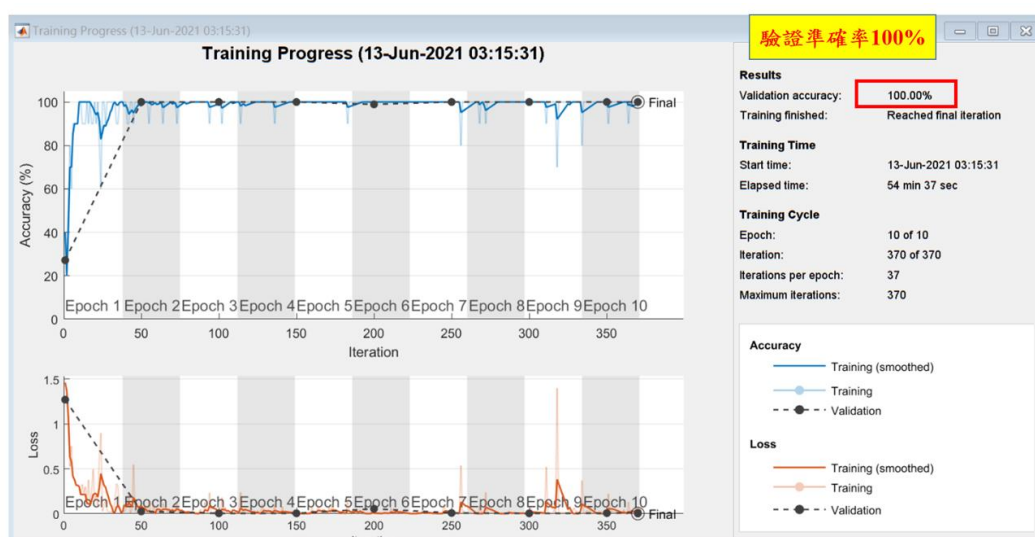 Training Progress (13-Jun-2021 03:15:31)
驗證準確率100%
Training Progress (13-Jun-2021 03:15:31)
Accuracy (%)
100
80
60
40
20
0
Final
Epoch 1 Epoch 2 Epoch 3 Epoch 4 Epoch 5 Epoch 6 Epoch 7 Epoch 8 Epoch 9 Epoch 10
0 50 100 150 200 250 300 350
Iteration
Loss
1.5
1
0.5
0
Epoch 1 Epoch 2 Epoch 3 Epoch 4 Epoch 5 Epoch 6 Epoch 7 Epoch 8 Epoch 9 Epoch 10
Final
0 50 100 150 200 250 300 350
Results
Validation accuracy: 100.00%
Training finished: Reached final iteration
Training Time
Start time: 13-Jun-2021 03:15:31
Elapsed time: 54 min 37 sec
Training Cycle
Epoch: 10 of 10
Iteration: 370 of 370
Iterations per epoch: 37
Maximum iterations: 370
Accuracy
Training (smoothed)
Training
Validation
Loss
Training (smoothed)
Training
Validation